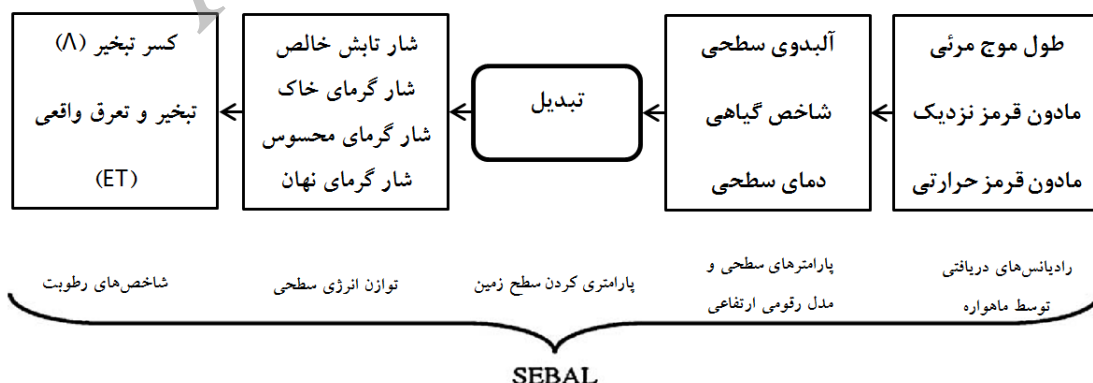 طول موج مرئی
مادون قرمز نزدیک
مادون قرمز حرارتی
آلبدوی سطحی
شاخص گیاهی
دمای سطحی
تبدیل
شار تابش خالص
شار گرمای خاک
شار گرمای محسوس
شار گرمای نهان
کسر تبخیر (Λ)
تبخیر و تعرق واقعی
(ET)
رادیانس‌های دریافتی
توسط ماهواره
پارامترهای سطحی و
مدل رقومی ارتفاعی
پارامتری کردن سطح زمین
توازن انرژی سطحی
شاخص‌های رطوبت
SEBAL